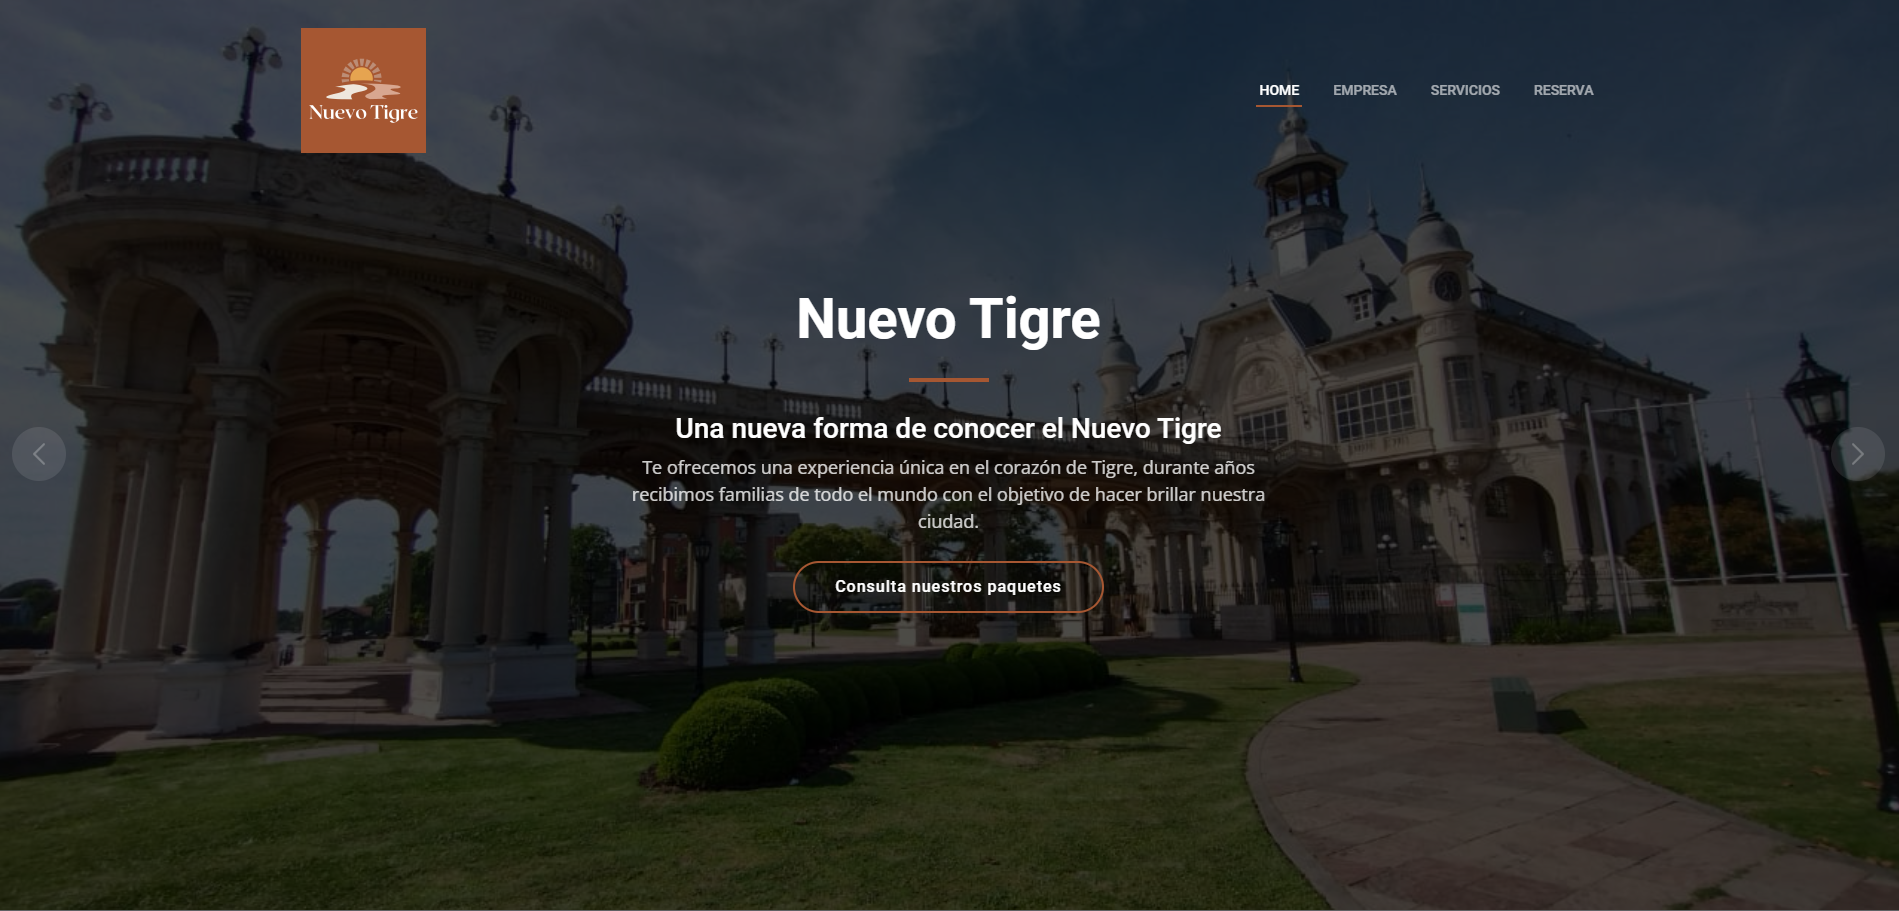 Nuevo Tigre
HOME EMPRESA SERVICIOS RESERVA
Nuevo Tigre
Una nueva forma de conocer el Nuevo Tigre
Te ofrecemos una experiencia única en el corazón de Tigre, durante años
recibimos familias de todo el mundo con el objetivo de hacer brillar nuestra
ciudad.
Consulta nuestros paquetes